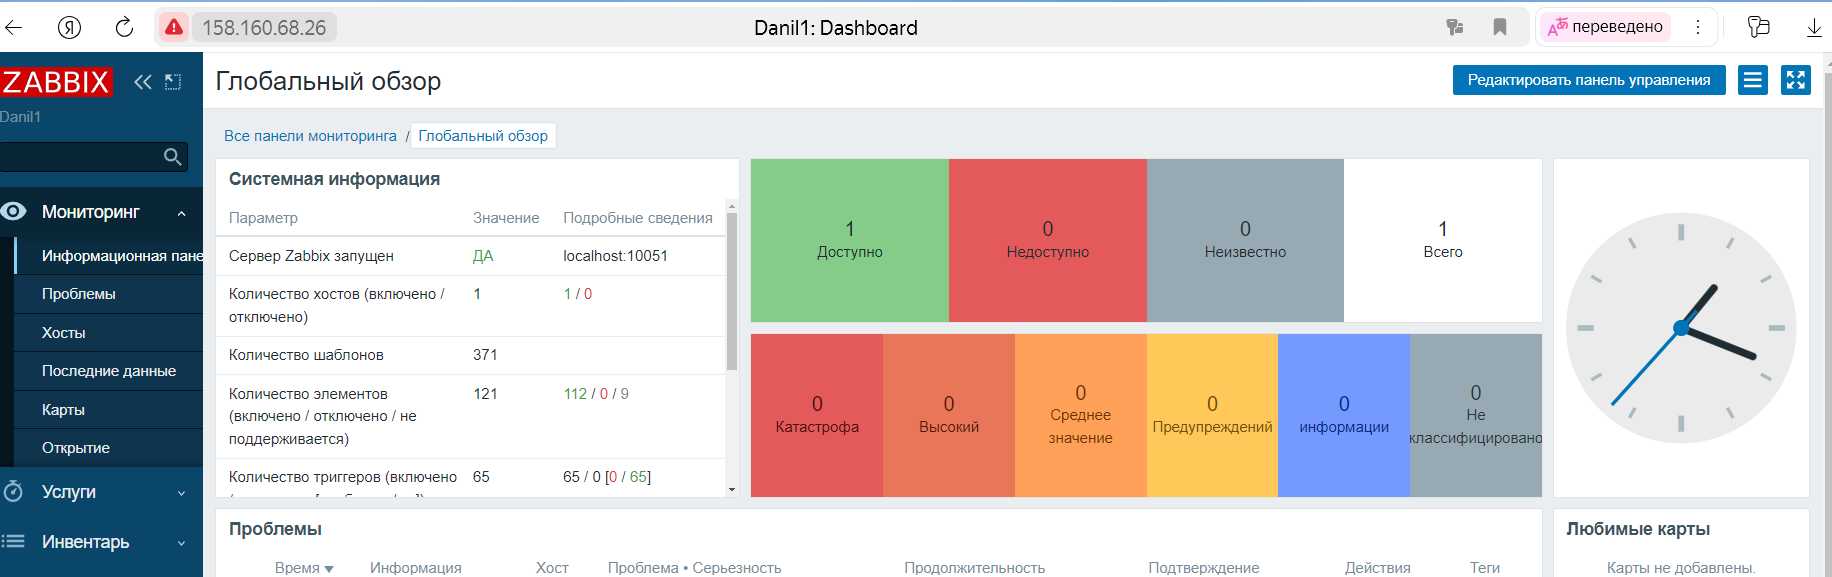 158.160.68.26
Danil1: Dashboard
переведено
ZABBIX
Danil1
Мониторинг
Информационная пане
Проблемы
Хосты
Последние данные
Карты
Открытие
Услуги
Инвентарь
Глобальный обзор
Редактировать панель управления
Все панели мониторинга / Глобальный обзор
Системная информация
Параметр Значение Подробные сведения
Сервер Zabbix запущен ДА localhost:10051
Количество хостов (включено / 1 1 / 0
отключено)
Количество шаблонов 371
Количество элементов 121 112 / 0 / 9
(включено / отключено / не
поддерживается)
Количество триггеров (включено 65 65 / 0 [0 / 65]
1 0 0 1
Доступно Недоступно Неизвестно Всего
0 Катастрофа
0 Высокий
0 Среднее
значение
0 Предупреждений
0 информации
0 Не
классифицировано
Проблемы
Время Информация Хост Проблема • Серьезность Продолжительность Подтверждение Действия Теги
Любимые карты
Карты не добавлены.